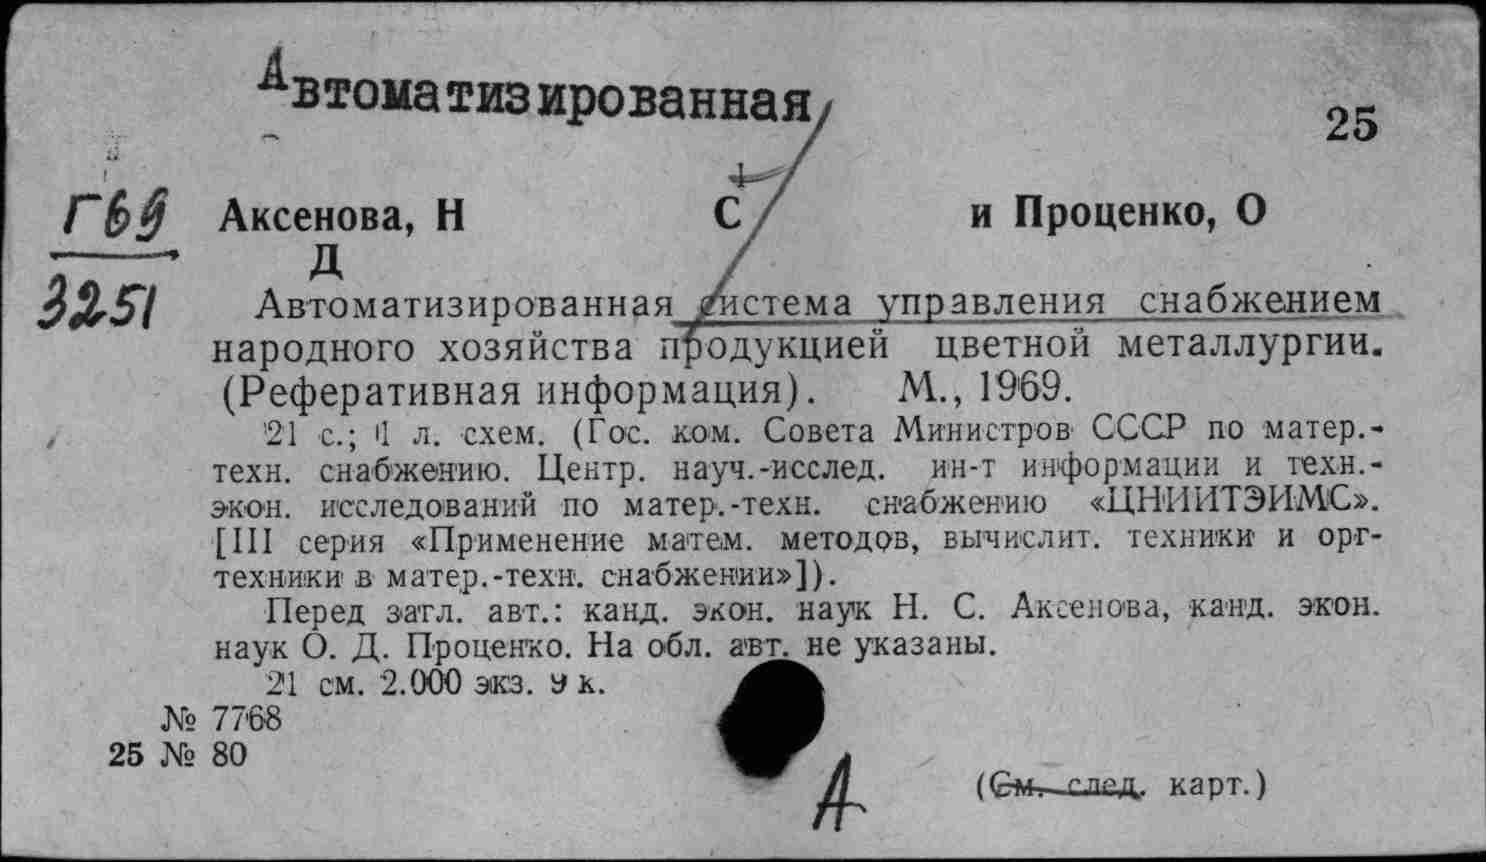 Автоматизированная
25
Г69 Аксенова, Н С и Проценко, О
Д
3251
Автоматизированная система управления снабжением
народного хозяйства продукцией цветной металлургии.
(Реферативная информация). М., 1969.
21 с.; 1 л. схем. (Гос. ком. Совета Министров СССР по матер.-
техн. снабжению. Центр. науч.-исслед. ин-т информации и техн.-
экон. исследований по матер.-техн. снабжению «ЦНИИТЭИМС».
[III серия «Применение матем. методов, вычислит. техники и орг-
техники в матер.-техн. снабжении»]).
Перед загл. авт.: канд. экон. наук Н. С. Аксенова, канд. экон.
наук О. Д. Проценко. На обл. авт. не указаны.
21 см. 2.000 экз. у к.
№ 7768
25 № 80
А
(См. след. карт.)